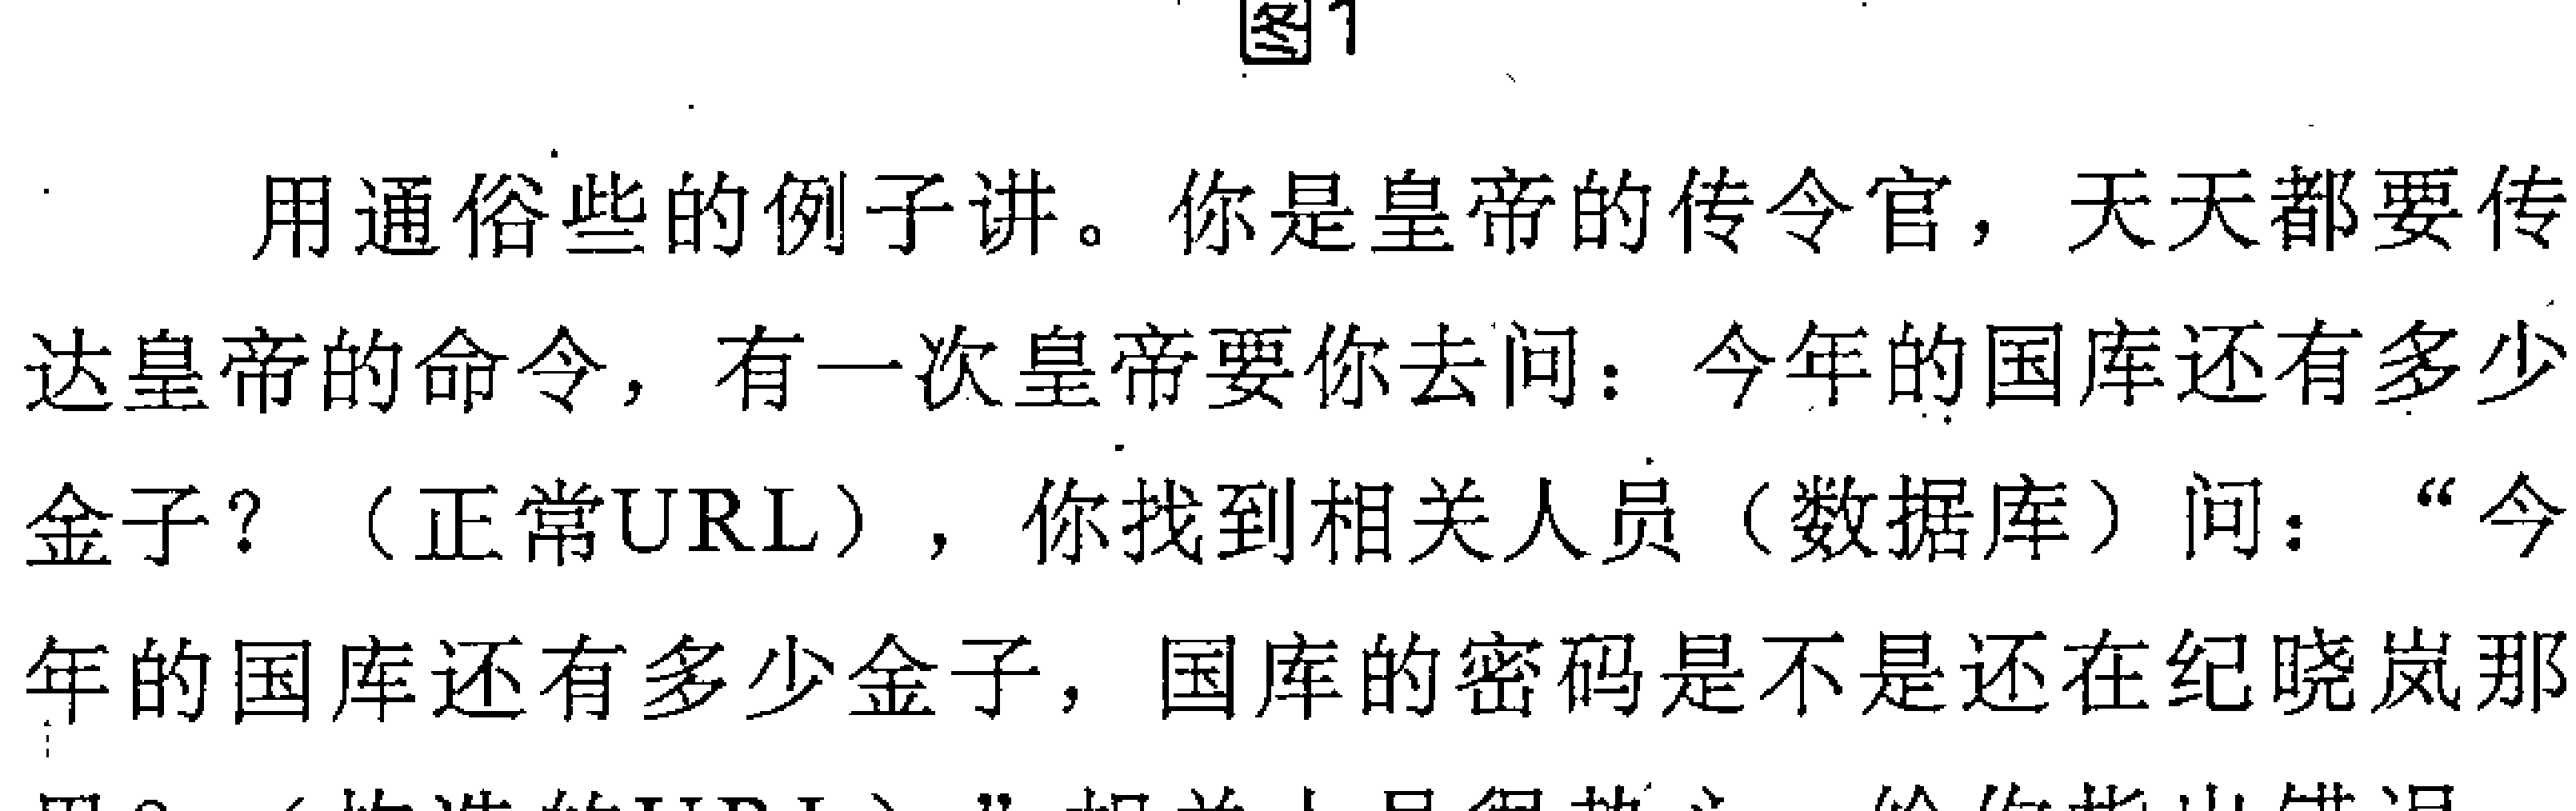 图1
用通俗些的例子讲。你是皇帝的传令官，天天都要传
达皇帝的命令，有一次皇帝要你去问：今年的国库还有多少
金子？（正常URL），你找到相关人员（数据库）问：“今
年的国库还有多少金子，国库的密码是不是还在纪晓岚那